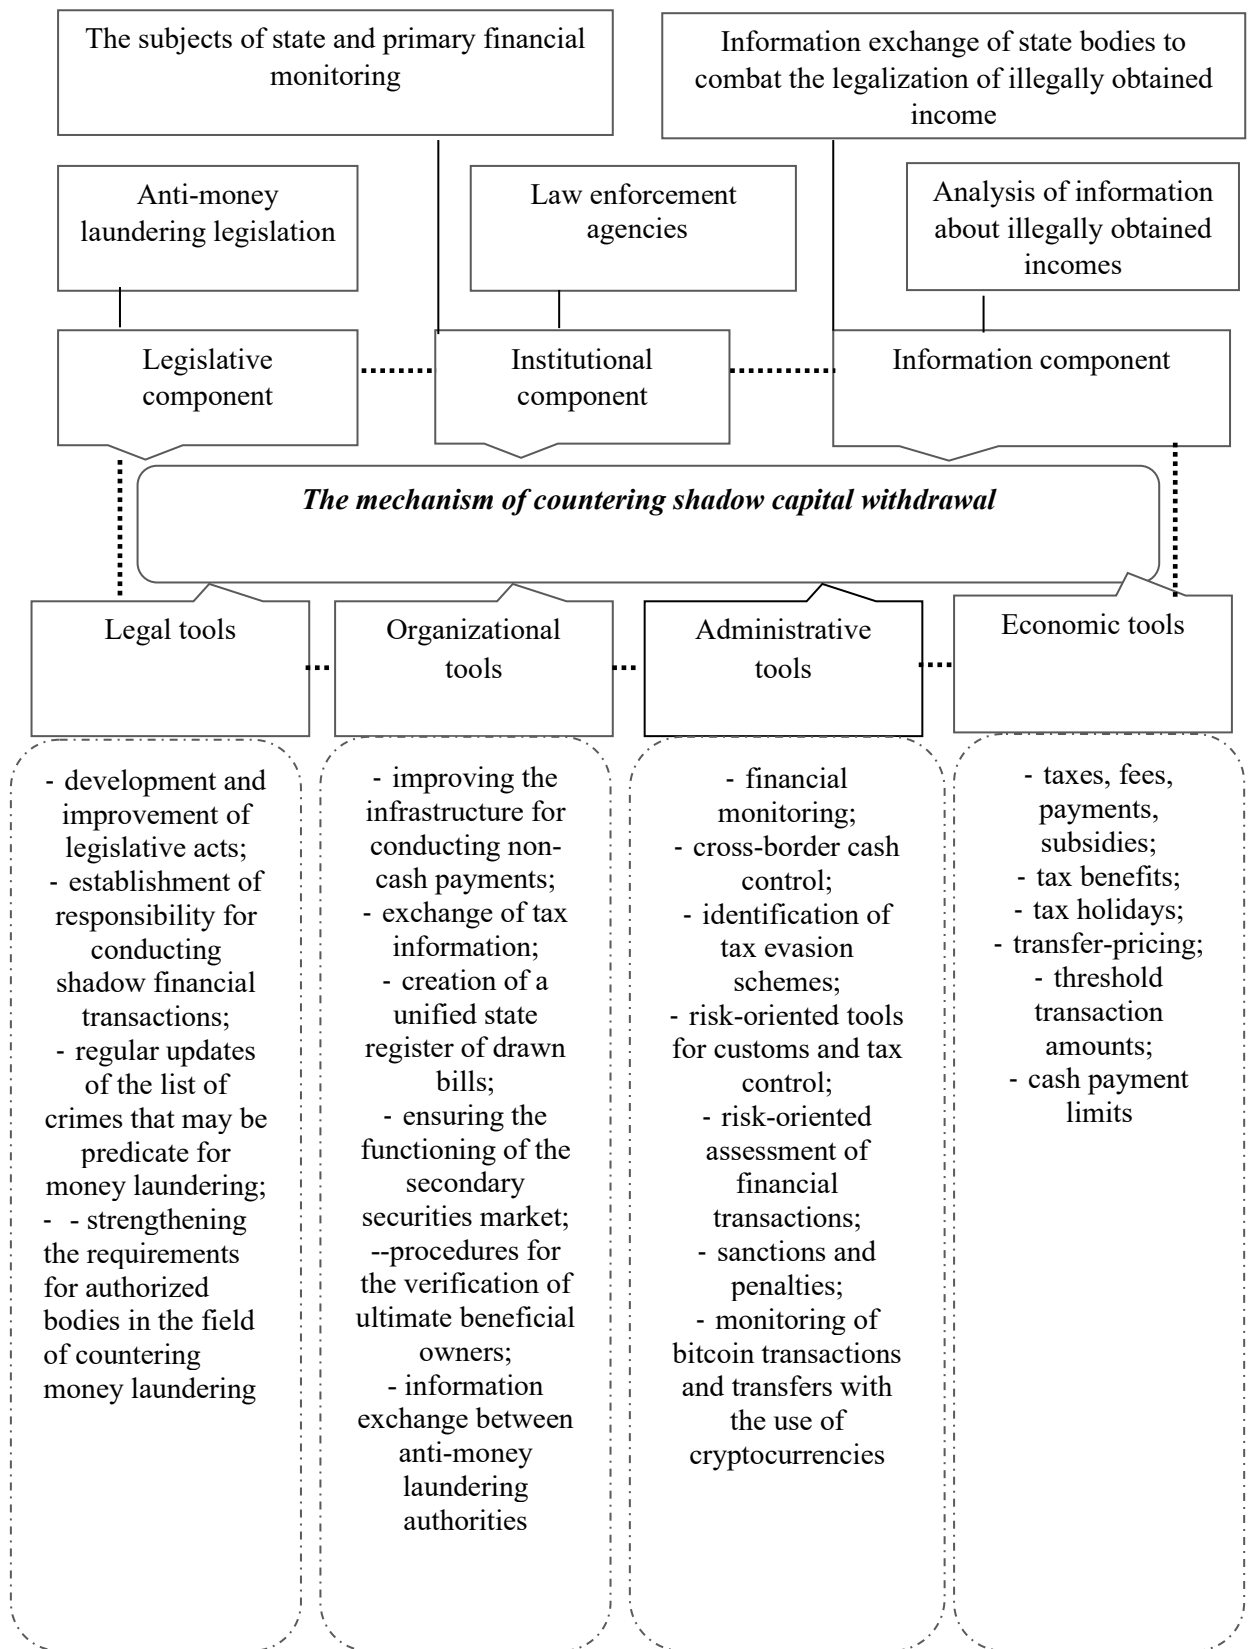 The subjects of state and primary financial
monitoring
Information exchange of state bodies to
combat the legalization of illegally obtained
income
Anti-money
laundering legislation
Law enforcement
agencies
Analysis of information
about illegally obtained
incomes
Legislative
component
Institutional
component
Information component
The mechanism of countering shadow capital withdrawal
Legal tools
Organizational
tools
Administrative
tools
Economic tools
- development and
improvement of
legislative acts;
- establishment of
responsibility for
conducting
shadow financial
transactions;
- regular updates
of the list of
crimes that may be
predicate for
money laundering;
- - strengthening
the requirements
for authorized
bodies in the field
of countering
money laundering
- improving the
infrastructure for
conducting non-
cash payments;
- exchange of tax
information;
- creation of a
unified state
register of drawn
bills;
- ensuring the
functioning of the
secondary
securities market;
--procedures for
the verification of
ultimate beneficial
owners;
- information
exchange between
anti-money
laundering
authorities
- financial
monitoring;
- cross-border cash
control;
- identification of
tax evasion
schemes;
- risk-oriented tools
for customs and tax
control;
- risk-oriented
assessment of
financial
transactions;
- sanctions and
penalties;
- monitoring of
bitcoin transactions
and transfers with
the use of
cryptocurrencies
- taxes, fees,
payments,
subsidies;
- tax benefits;
- tax holidays;
- transfer-pricing;
- threshold
transaction
amounts;
- cash payment
limits